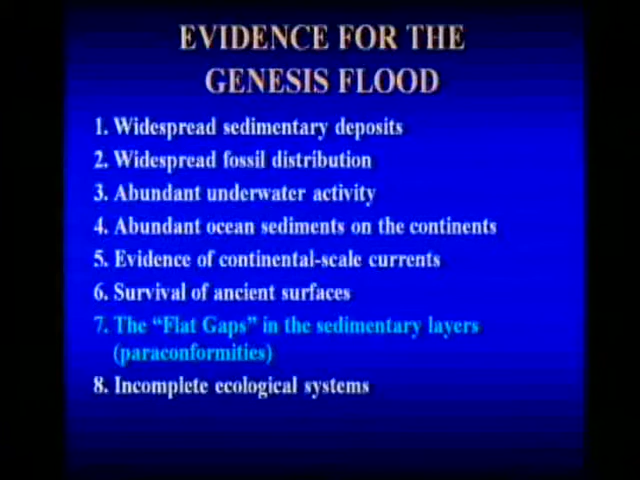 EVIDENCE FOR THE
GENESIS FLOOD
1. Widespread sedimentary deposits
2. Widespread fossil distribution
3. Abundant underwater activity
4. Abundant ocean sediments on the continents
5. Evidence of continental-scale currents
6. Survival of ancient surfaces
7. The “Flat Gaps” in the sedimentary layers
(paraconformities)
8. Incomplete ecological systems